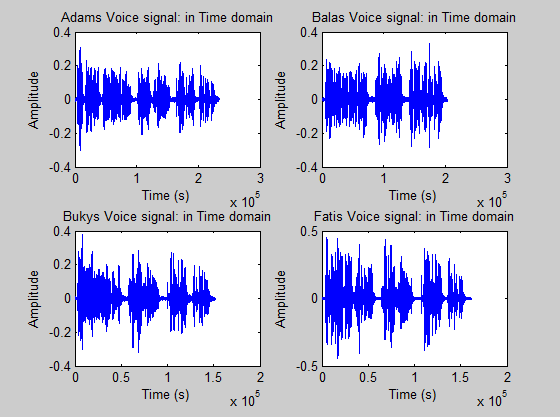 Adams Voice signal: in Time domain
Balas Voice signal: in Time domain
0.4
0.2
0
-0.2
-0.4
Amplitude
0 1 2 3
Time (s)
x 10^5
0.4
0.2
0
-0.2
-0.4
Amplitude
0 1 2 3
Time (s)
x 10^5
Bukys Voice signal: in Time domain
Fatis Voice signal: in Time domain
0.4
0.2
0
-0.2
-0.4
Amplitude
0 0.5 1 1.5 2
Time (s)
x 10^5
0.5
0
-0.5
Amplitude
0 0.5 1 1.5 2
Time (s)
x 10^5